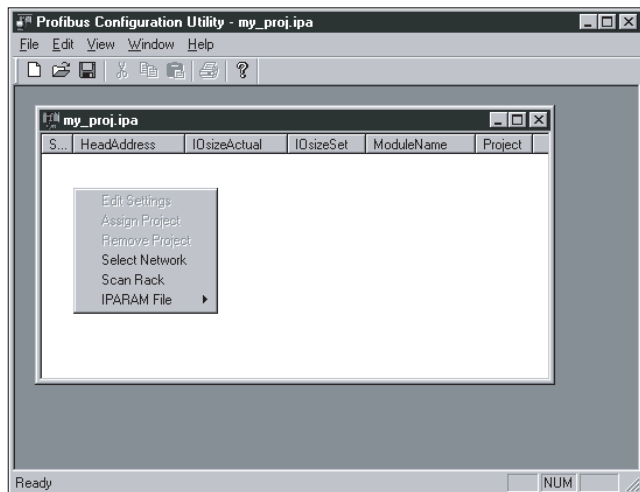 Profibus Configuration Utility - my_proj.ipa
File Edit View Window Help
my_proj.ipa
S... HeadAddress IOsizeActual IOsizeSet ModuleName Project
Edit Settings
Assign Project
Remove Project
Select Network
Scan Rack
IPARAM File
Ready NUM